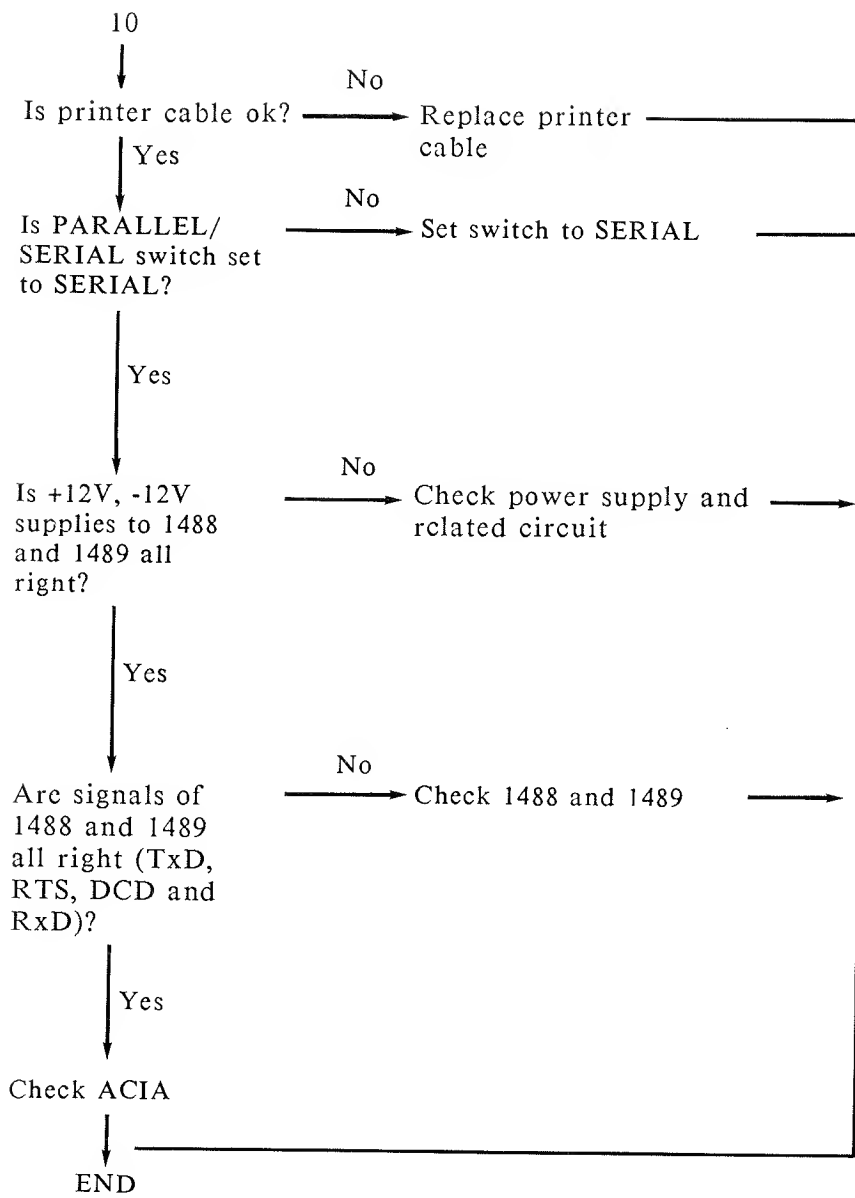 10
Is printer cable ok?
No
Replace printer
cable
Yes
Is PARALLEL/
SERIAL switch set
to SERIAL?
No
Set switch to SERIAL
Yes
Is +12V, -12V
supplies to 1488
and 1489 all
right?
No
Check power supply and
related circuit
Yes
Are signals of
1488 and 1489
all right (TxD,
RTS, DCD and
RxD)?
No
Check 1488 and 1489
Yes
Check ACIA
END